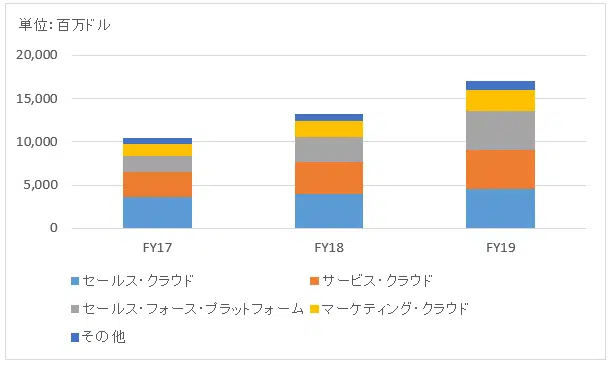 単位：百万ドル
20,000
15,000
10,000
5,000
0
FY17 FY18 FY19
セールス・クラウド サービス・クラウド
セールス・フォース・プラットフォーム マーケティング・クラウド
その他